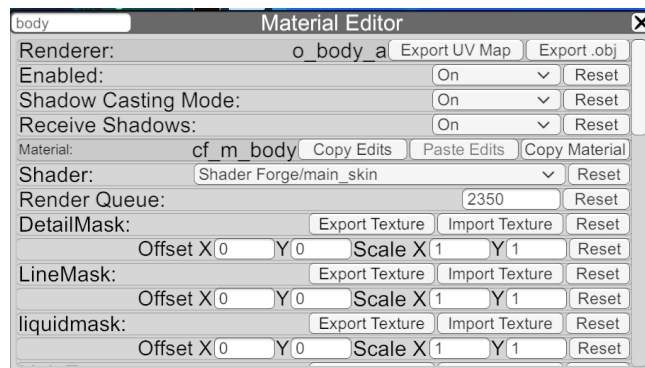 body Material Editor X
Renderer: o_body_a Export UV Map Export .obj
Enabled: On Reset
Shadow Casting Mode: On Reset
Receive Shadows: On Reset
Material: cf_m_body Copy Edits Paste Edits Copy Material
Shader: Shader Forge/main_skin Reset
Render Queue: 2350 Reset
DetailMask: Export Texture Import Texture Reset
Offset X 0 Y 0 Scale X 1 Y 1 Reset
LineMask: Export Texture Import Texture Reset
Offset X 0 Y 0 Scale X 1 Y 1 Reset
liquidmask: Export Texture Import Texture Reset
Offset X 0 Y 0 Scale X 1 Y 1 Reset